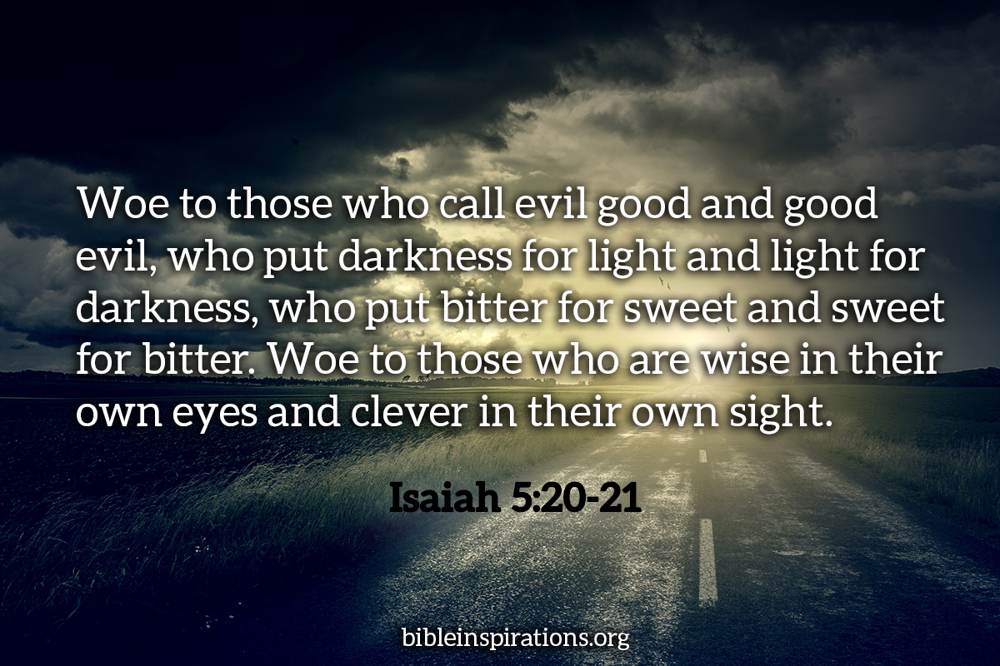 Woe to those who call evil good and good
evil, who put darkness for light and light for
darkness, who put bitter for sweet and sweet
for bitter. Woe to those who are wise in their
own eyes and clever in their own sight.
Isaiah 5:20-21
bibleinspirations.org